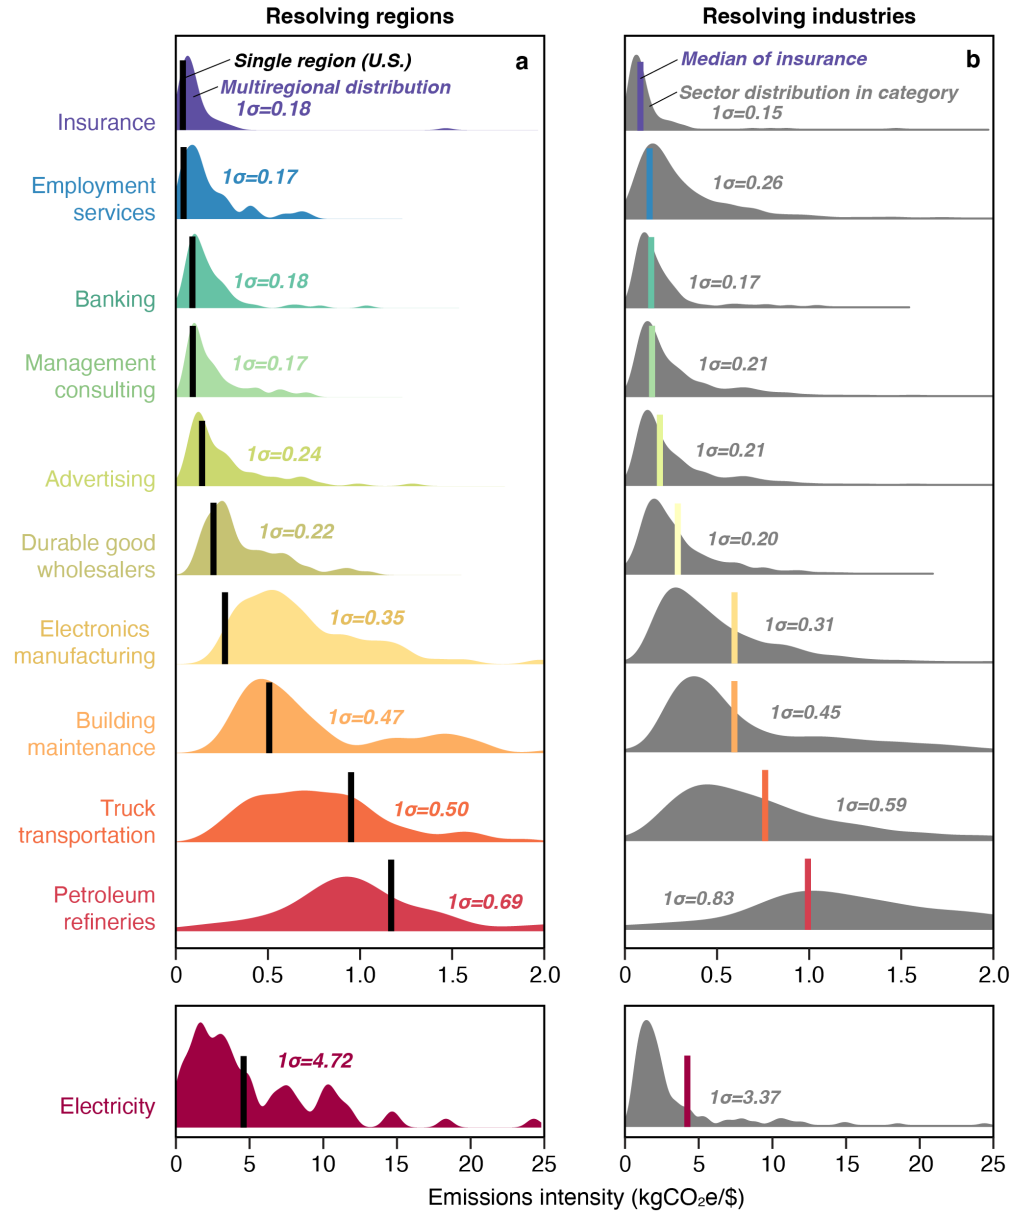 Resolving regions
Resolving industries
a
Single region (U.S.)
Multiregional distribution
1σ=0.18
b
Median of insurance
Sector distribution in category
1σ=0.15
Insurance
Employment
services
1σ=0.17
1σ=0.26
Banking
1σ=0.18
1σ=0.17
Management
consulting
1σ=0.17
1σ=0.21
Advertising
1σ=0.24
1σ=0.21
Durable good
wholesalers
1σ=0.22
1σ=0.20
Electronics
manufacturing
1σ=0.35
1σ=0.31
Building
maintenance
1σ=0.47
1σ=0.45
Truck
transportation
1σ=0.50
1σ=0.59
Petroleum
refineries
1σ=0.69
1σ=0.83
0 0.5 1.0 1.5 2.0
0 0.5 1.0 1.5 2.0
Electricity
1σ=4.72
1σ=3.37
0 5 10 15 20 25
0 5 10 15 20 25
Emissions intensity (kgCO₂e/$)